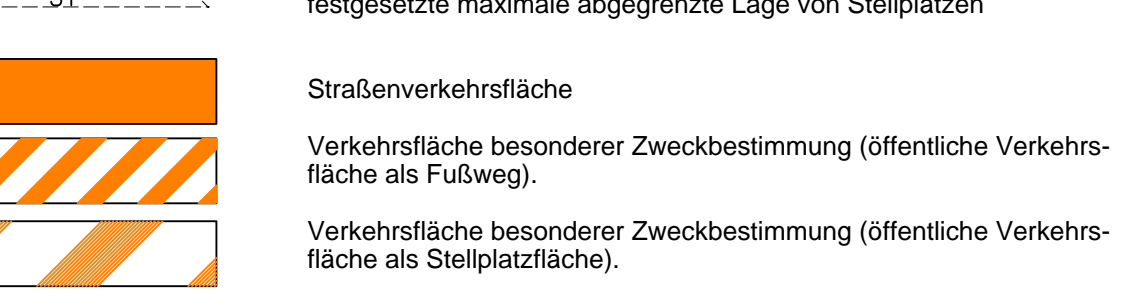 festgesetzte maximale abgegrenzte Lage von Stellplätzen
Straßenverkehrsfläche
Verkehrsfläche besonderer Zweckbestimmung (öffentliche Verkehrs-
fläche als Fußweg).
Verkehrsfläche besonderer Zweckbestimmung (öffentliche Verkehrs-
fläche als Stellplatzfläche).